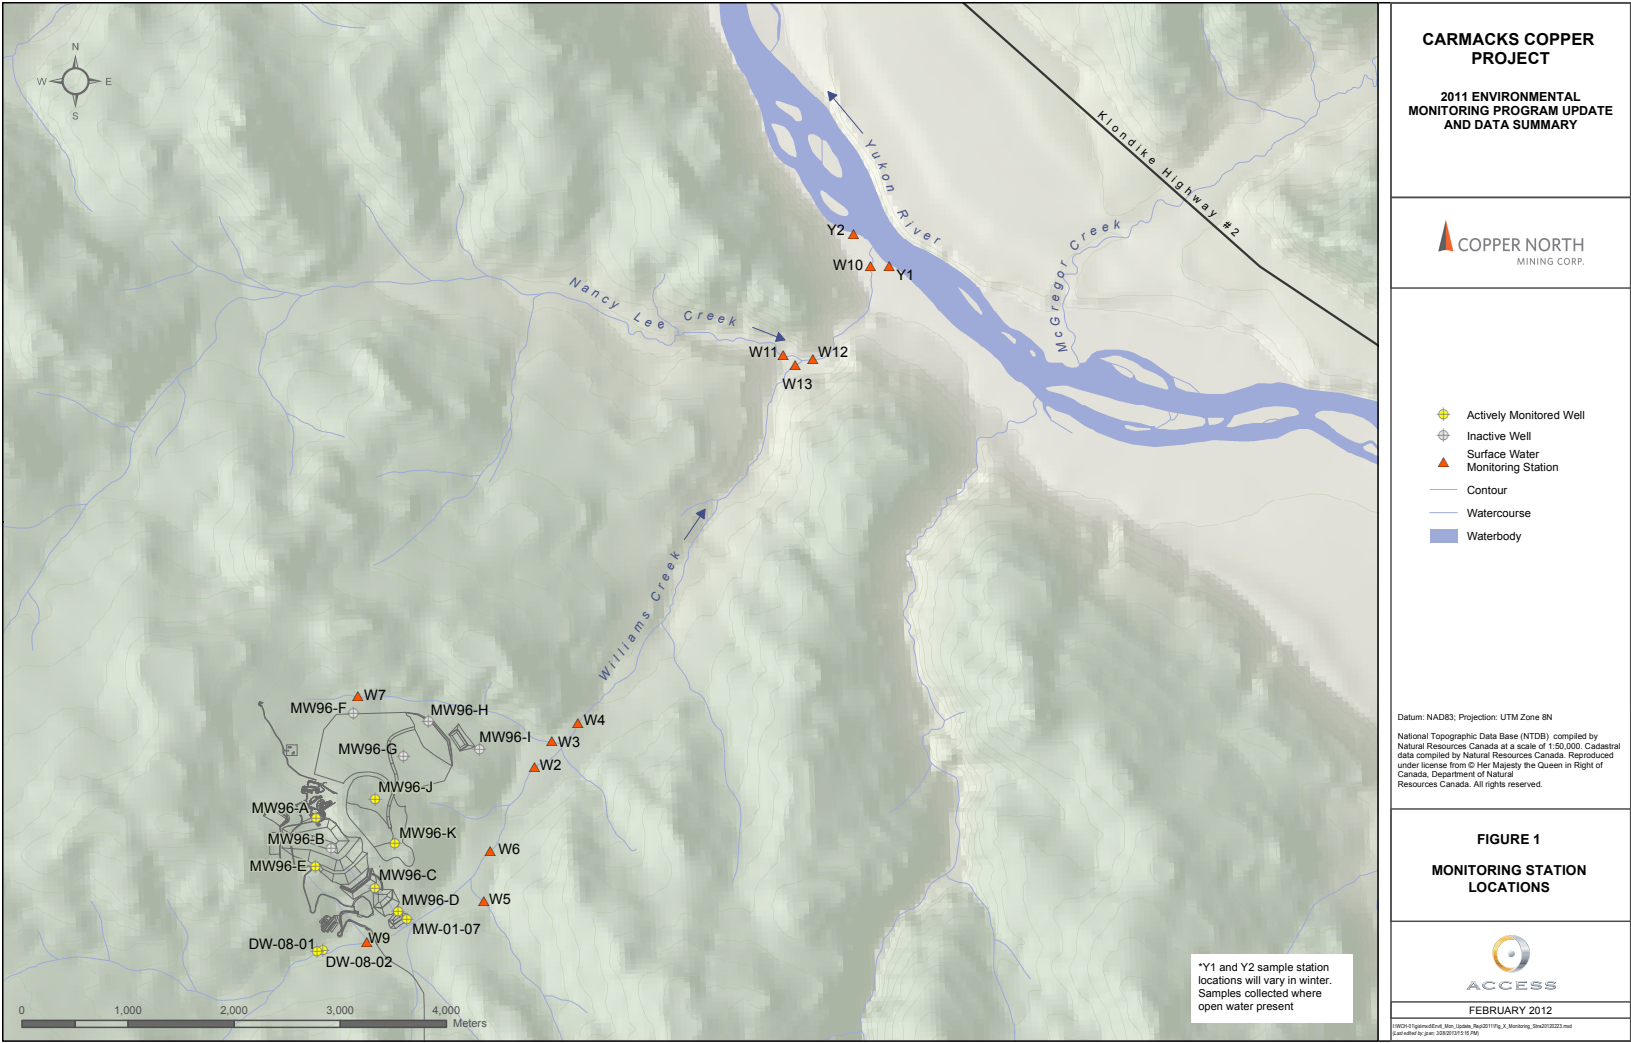 N
W
E
S
Klondike Highway #2
Yukon River
McGregor Creek
Nancy Lee Creek
Williams Creek
Y2
W10
Y1
W11
W12
W13
W7
MW96-F
MW96-H
W4
MW96-I
W3
MW96-G
W2
MW96-J
MW96-A
MW96-K
MW96-B
W6
MW96-E
MW96-C
MW96-D
W5
MW-01-07
W9
DW-08-01
DW-08-02
0
1,000
2,000
3,000
4,000
Meters
*Y1 and Y2 sample station
locations will vary in winter.
Samples collected where
open water present
CARMACKS COPPER
PROJECT
2011 ENVIRONMENTAL
MONITORING PROGRAM UPDATE
AND DATA SUMMARY
COPPER NORTH
MINING CORP.
Actively Monitored Well
Inactive Well
Surface Water
Monitoring Station
Contour
Watercourse
Waterbody
Datum: NAD83; Projection: UTM Zone 8N
National Topographic Data Base (NTDB) compiled by
Natural Resources Canada at a scale of 1:50,000. Cadastral
data compiled by Natural Resources Canada. Reproduced
under license from © Her Majesty the Queen in Right of
Canada, Department of Natural
Resources Canada. All rights reserved.
FIGURE 1
MONITORING STATION
LOCATIONS
ACCESS
FEBRUARY 2012